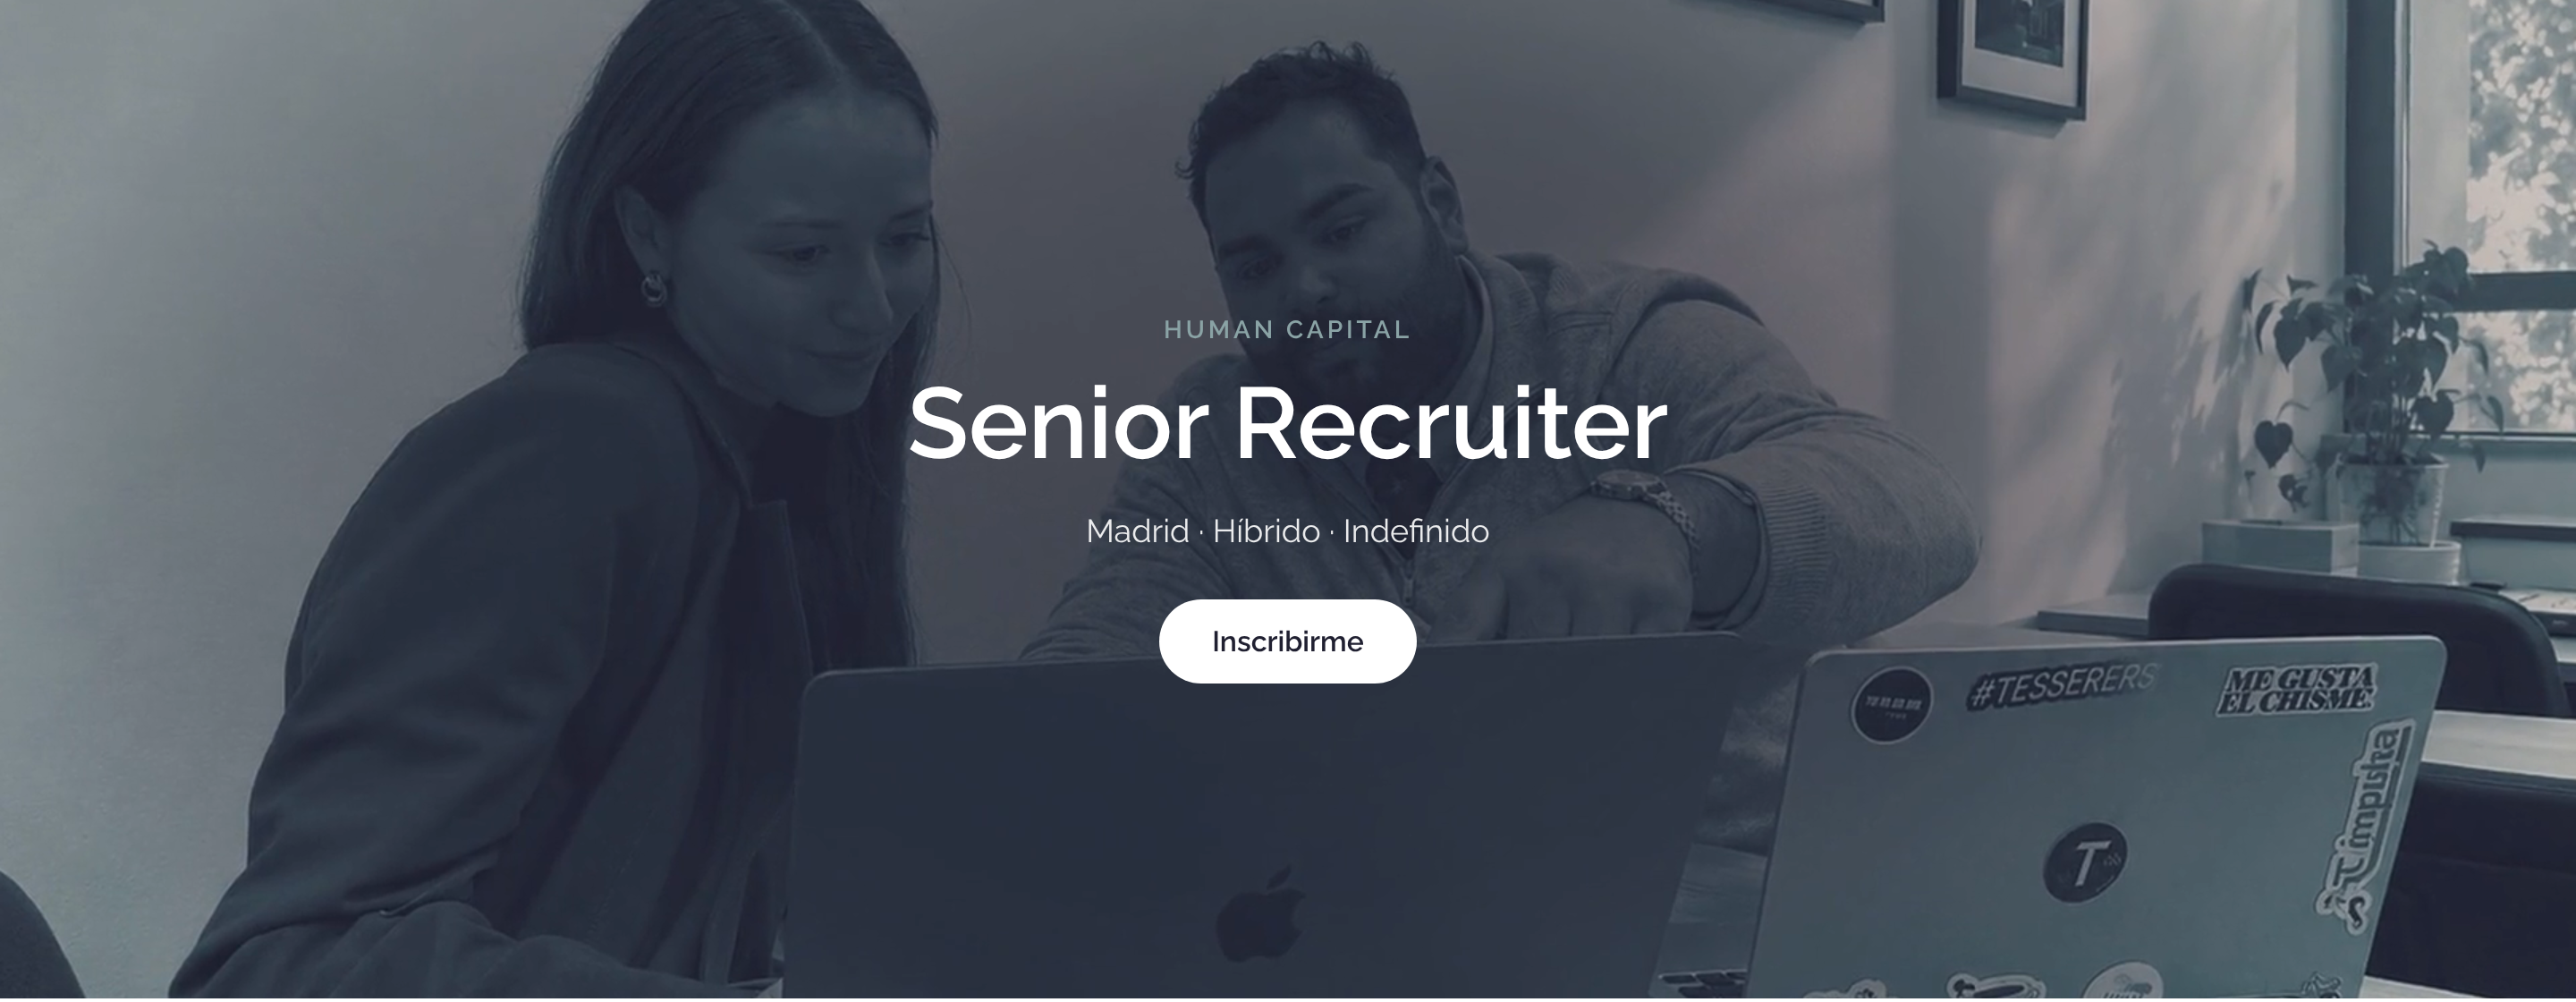 HUMAN CAPITAL
Senior Recruiter
Madrid · Híbrido · Indefinido
Inscribirme
#TESSERERS
ME GUSTA
EL CHISME
T